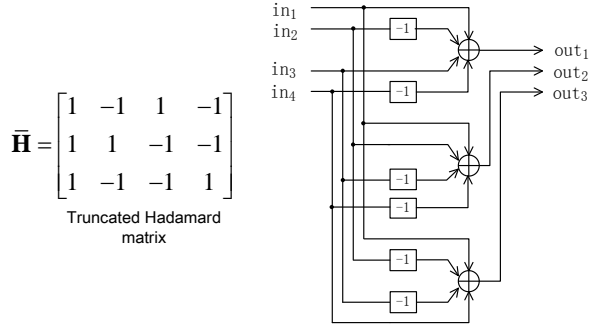 in1
in2
in3
in4
-1
-1
-1
-1
-1
-1
out1
out2
out3
H̄ = [1 -1 1 -1
1 1 -1 -1
1 -1 -1 1]
Truncated Hadamard
matrix